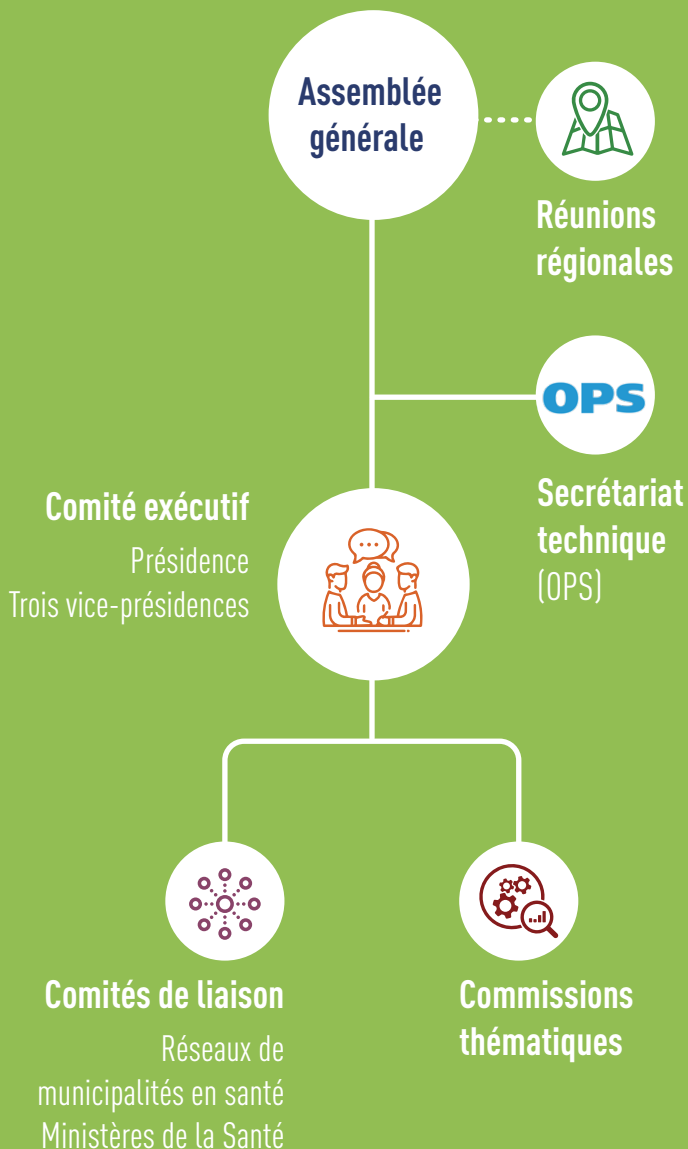 Assemblée
générale
Réunions
régionales
OPS
Secrétariat
technique
(OPS)
Comité exécutif
Présidence
Trois vice-présidences
Comités de liaison
Réseaux de
municipalités en santé
Ministères de la Santé
Commissions
thématiques